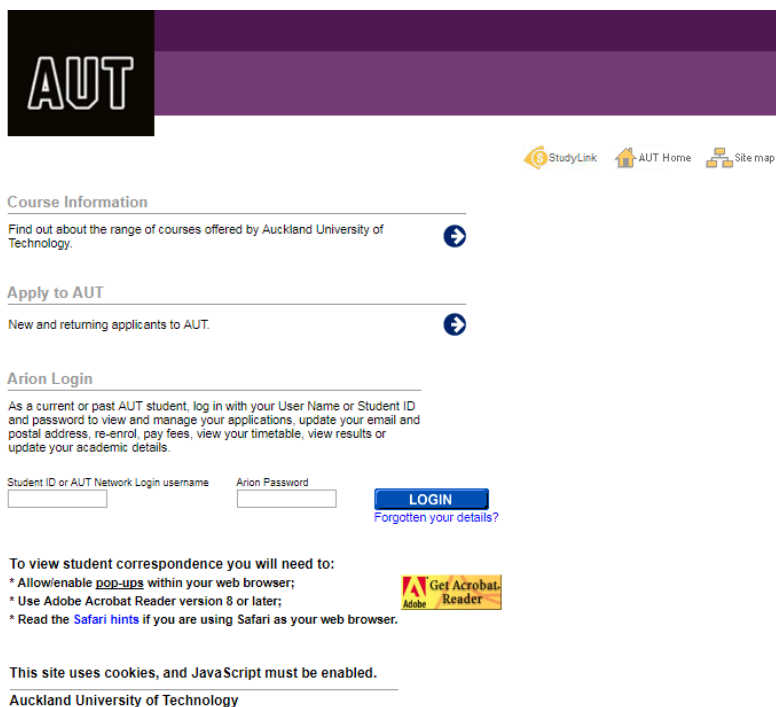 AUT
StudyLink AUT Home Site map
Course Information
Find out about the range of courses offered by Auckland University of
Technology.
Apply to AUT
New and returning applicants to AUT.
Arion Login
As a current or past AUT student, log in with your User Name or Student ID
and password to view and manage your applications, update your email and
postal address, re-enrol, pay fees, view your timetable, view results or
update your academic details.
Student ID or AUT Network Login username Arion Password
LOGIN
Forgotten your details?
To view student correspondence you will need to:
* Allow/enable pop-ups within your web browser;
* Use Adobe Acrobat Reader version 8 or later;
* Read the Safari hints if you are using Safari as your web browser.
Adobe
Get Acrobat
Reader
This site uses cookies, and JavaScript must be enabled.
Auckland University of Technology